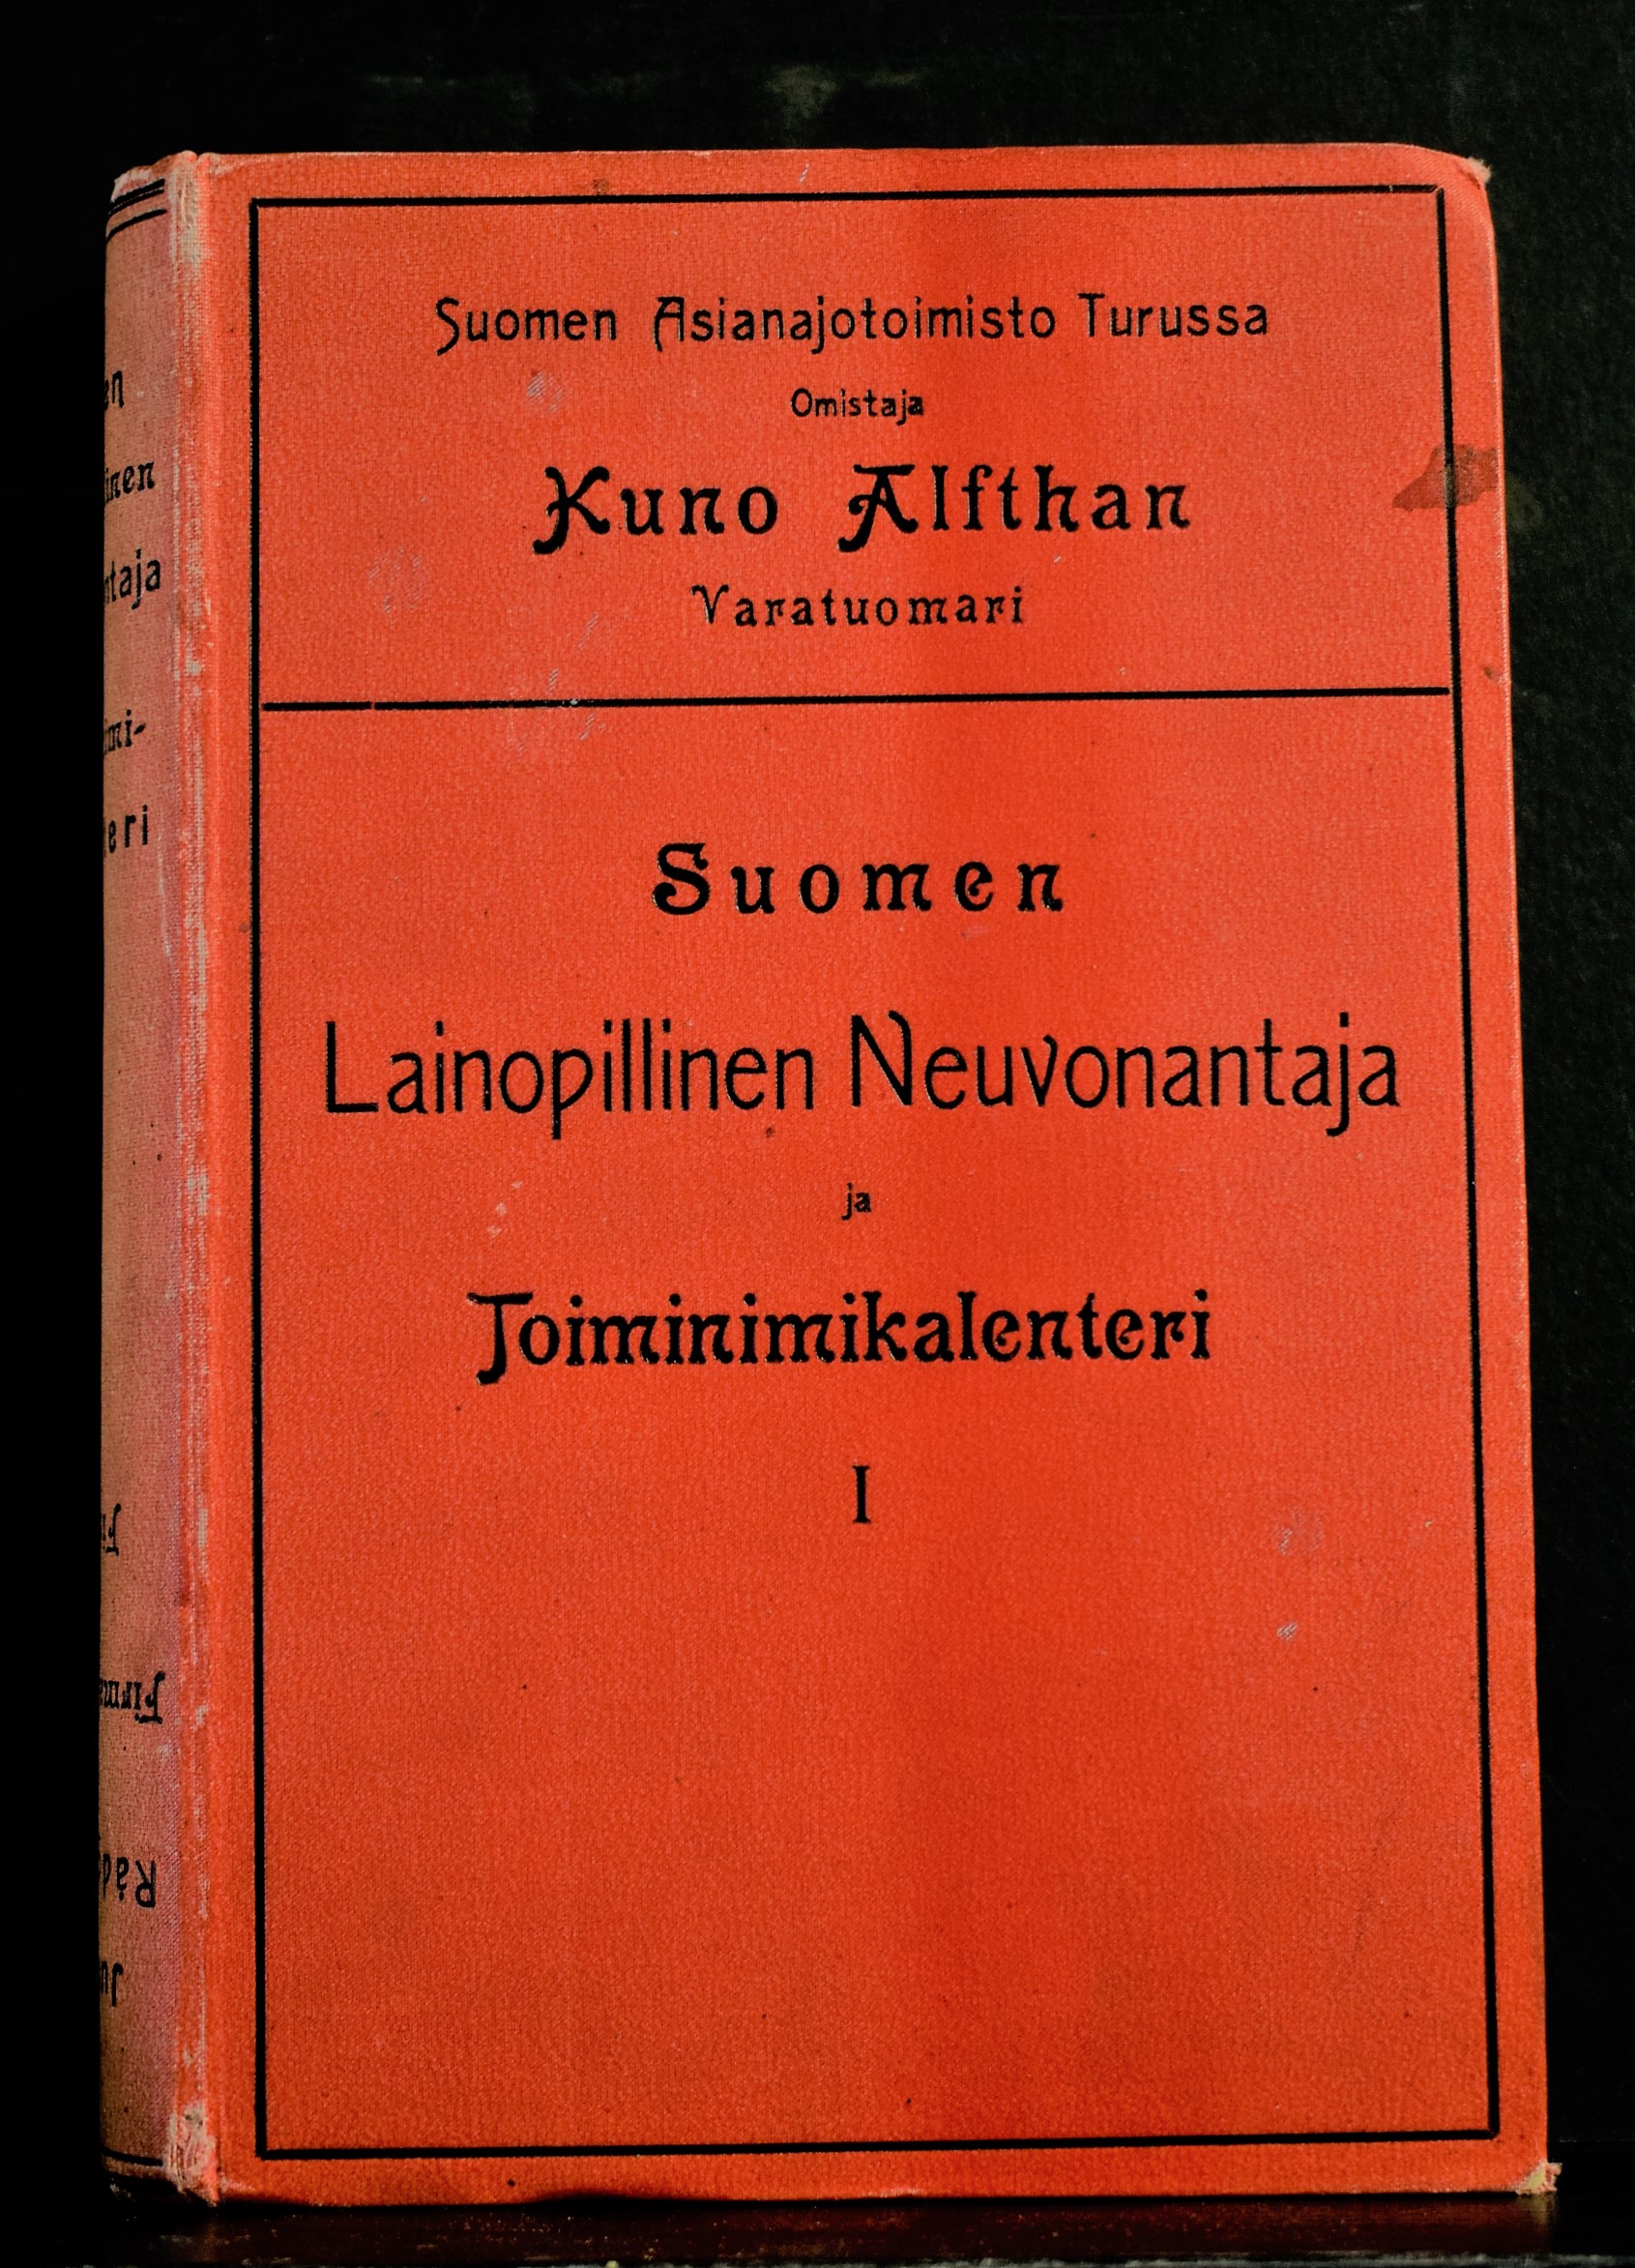 Suomen Asianajotoimisto Turussa
Omistaja
Kuno Alfthan
Varatuomari
Suomen
Lainopillinen Neuvonantaja
ja
Toiminimikalenteri
I